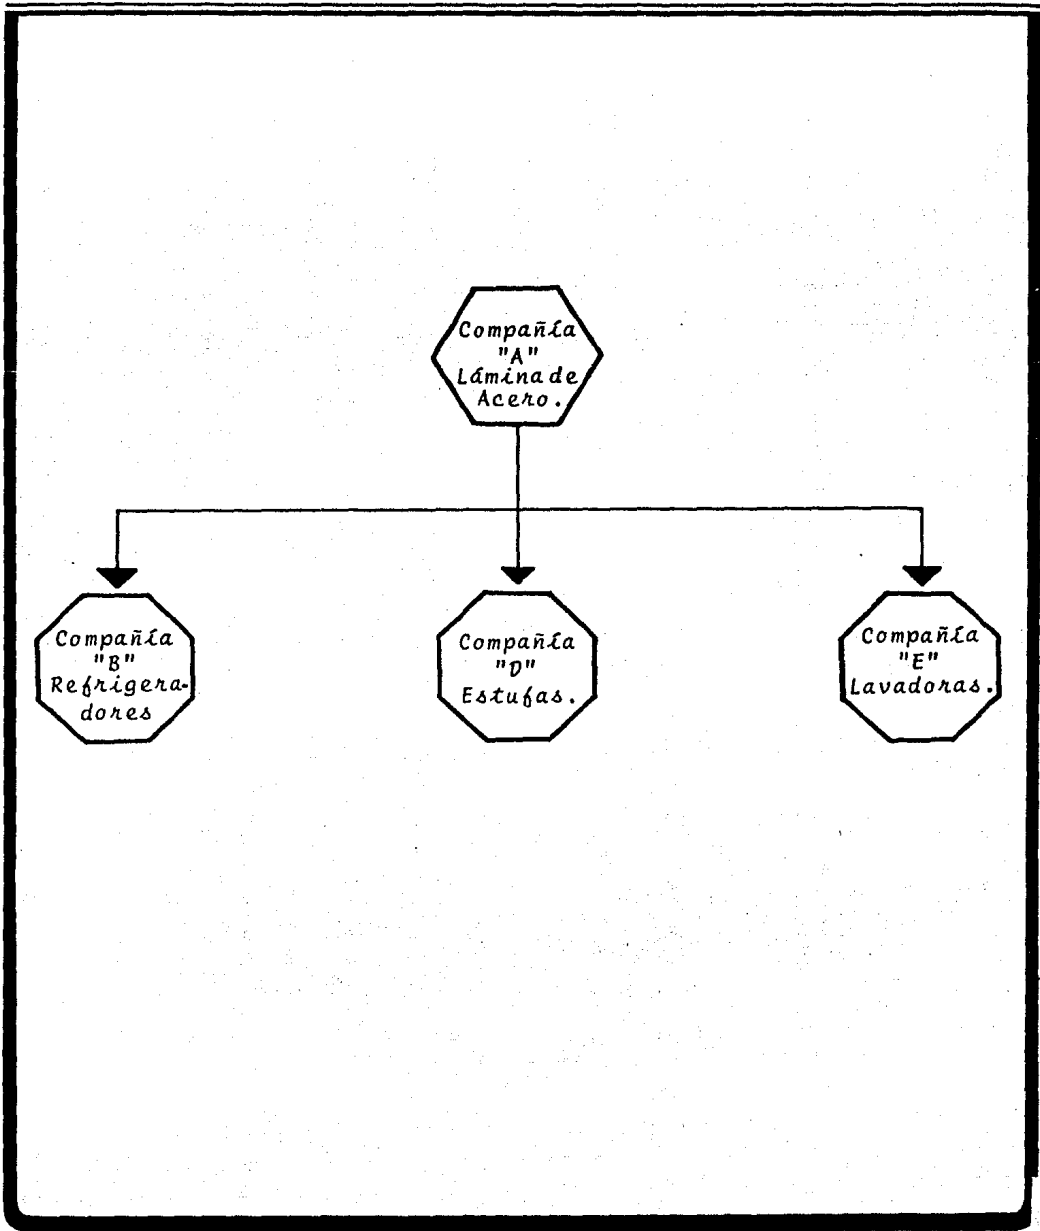 Compañía
"A"
Lámina de
Acero.
Compañía
"B"
Refrigera-
dores
Compañía
"D"
Estufas.
Compañía
"E"
Lavadoras.